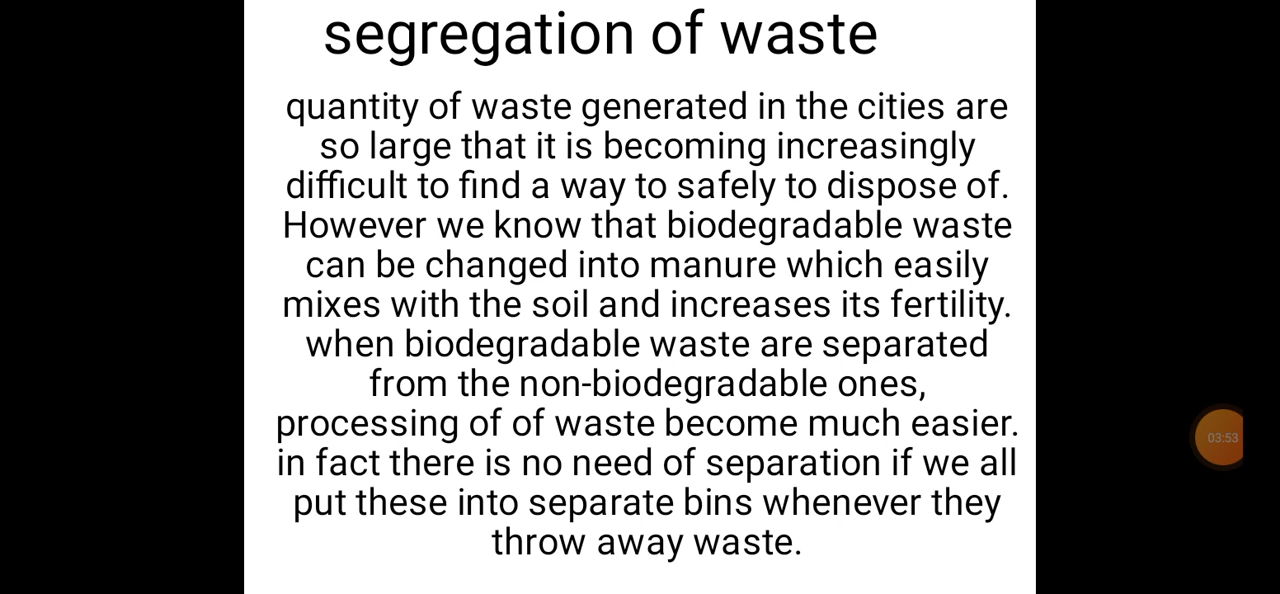 segregation of waste
quantity of waste generated in the cities are
so large that it is becoming increasingly
difficult to find a way to safely to dispose of.
However we know that biodegradable waste
can be changed into manure which easily
mixes with the soil and increases its fertility.
when biodegradable waste are separated
from the non-biodegradable ones,
processing of of waste become much easier.
in fact there is no need of separation if we all
put these into separate bins whenever they
throw away waste.
03:53